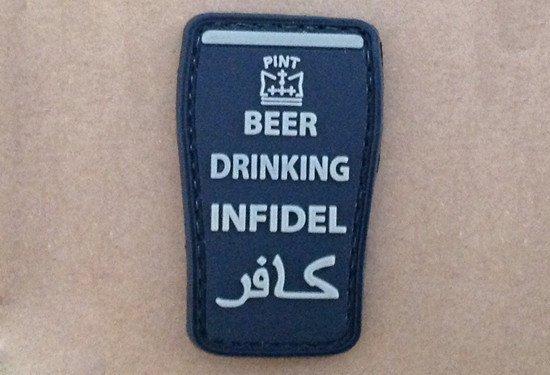 PINT
BEER
DRINKING
INFIDEL
كافر